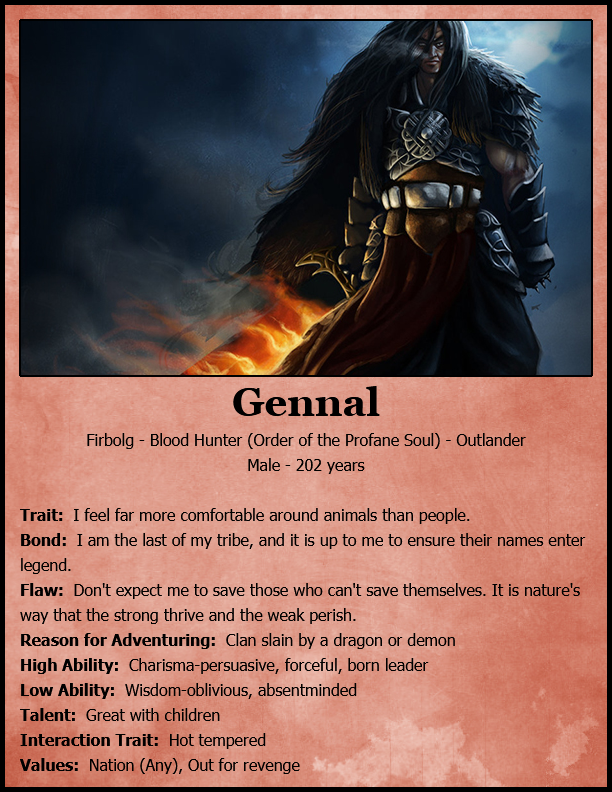 Gennal
Firbolg - Blood Hunter (Order of the Profane Soul) - Outlander
Male - 202 years
Trait: I feel far more comfortable around animals than people.
Bond: I am the last of my tribe, and it is up to me to ensure their names enter
legend.
Flaw: Don't expect me to save those who can't save themselves. It is nature's
way that the strong thrive and the weak perish.
Reason for Adventuring: Clan slain by a dragon or demon
High Ability: Charisma-persuasive, forceful, born leader
Low Ability: Wisdom-oblivious, absentminded
Talent: Great with children
Interaction Trait: Hot tempered
Values: Nation (Any), Out for revenge